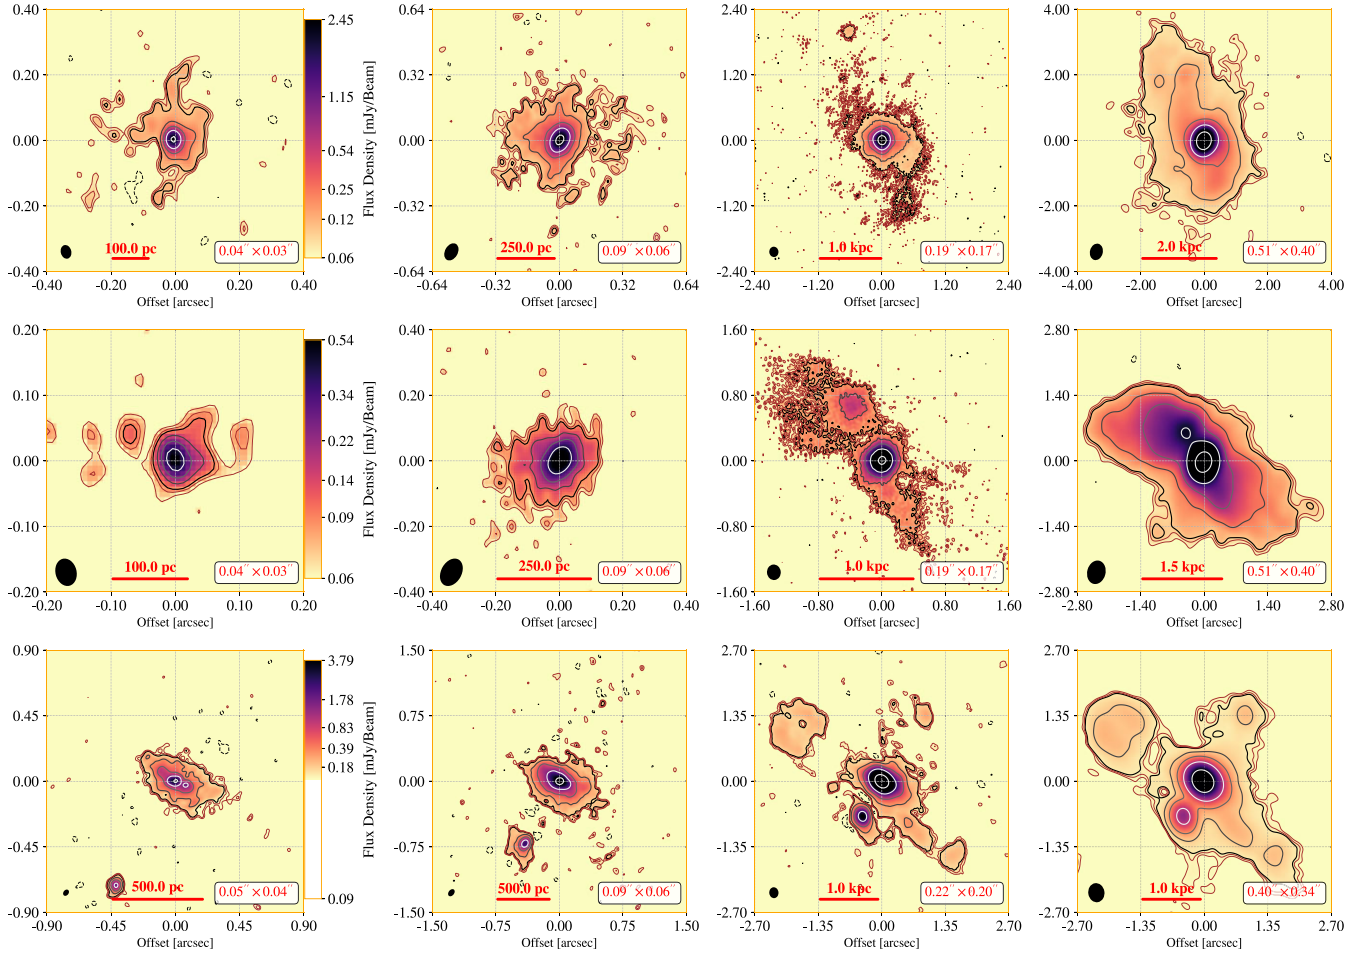 0.40
0.20
0.00
-0.20
-0.40
-0.40 -0.20 0.00 0.20 0.40
Offset [arcsec]
100.0 pc
0.04″×0.03″
2.45
1.15
0.54
0.25
0.12
0.06
Flux Density [mJy/Beam]
0.64
0.32
0.00
-0.32
-0.64
-0.64 -0.32 0.00 0.32 0.64
Offset [arcsec]
250.0 pc
0.09″×0.06″
2.40
1.20
0.00
-1.20
-2.40
-2.40 -1.20 0.00 1.20 2.40
Offset [arcsec]
1.0 kpc
0.19″×0.17″
4.00
2.00
0.00
-2.00
-4.00
-4.00 -2.00 0.00 2.00 4.00
Offset [arcsec]
2.0 kpc
0.51″×0.40″
0.20
0.10
0.00
-0.10
-0.20
-0.20 -0.10 0.00 0.10 0.20
Offset [arcsec]
100.0 pc
0.04″×0.03″
0.54
0.34
0.22
0.14
0.09
0.06
Flux Density [mJy/Beam]
0.40
0.20
0.00
-0.20
-0.40
-0.40 -0.20 0.00 0.20 0.40
Offset [arcsec]
250.0 pc
0.09″×0.06″
1.60
0.80
0.00
-0.80
-1.60
-1.60 -0.80 0.00 0.80 1.60
Offset [arcsec]
1.0 kpc
0.19″×0.17″
2.80
1.40
0.00
-1.40
-2.80
-2.80 -1.40 0.00 1.40 2.80
Offset [arcsec]
1.5 kpc
0.51″×0.40″
0.90
0.45
0.00
-0.45
-0.90
-0.90 -0.45 0.00 0.45 0.90
Offset [arcsec]
500.0 pc
0.05″×0.04″
3.79
1.78
0.83
0.39
0.18
0.09
Flux Density [mJy/Beam]
1.50
0.75
0.00
-0.75
-1.50
-1.50 -0.75 0.00 0.75 1.50
Offset [arcsec]
500.0 pc
0.09″×0.06″
2.70
1.35
0.00
-1.35
-2.70
-2.70 -1.35 0.00 1.35 2.70
Offset [arcsec]
1.0 kpc
0.22″×0.20″
2.70
1.35
0.00
-1.35
-2.70
-2.70 -1.35 0.00 1.35 2.70
Offset [arcsec]
1.0 kpc
0.40″×0.34″